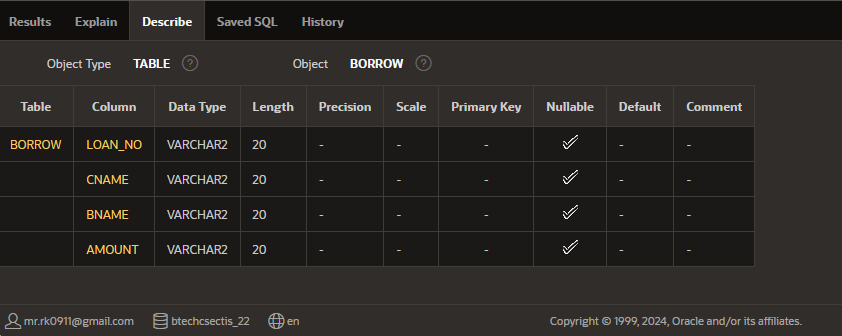 Results Explain Describe Saved SQL History
Object Type TABLE ? Object BORROW ?
Table Column Data Type Length Precision Scale Primary Key Nullable Default Comment
BORROW LOAN_NO VARCHAR2 20 - - - - -
CNAME VARCHAR2 20 - - - - -
BNAME VARCHAR2 20 - - - - -
AMOUNT VARCHAR2 20 - - - - -
mr.rk0911@gmail.com btechcsectis_22 en Copyright © 1999, 2024, Oracle and/or its affiliates.